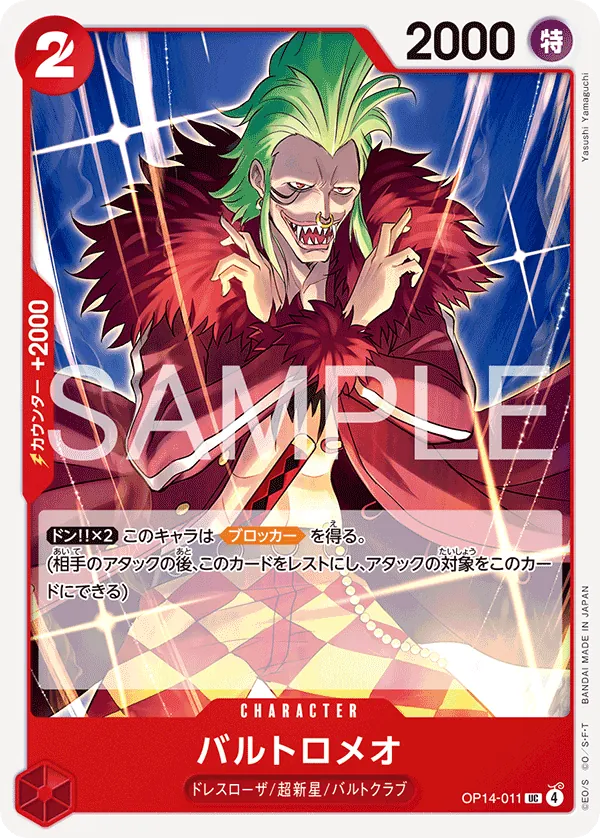 2
2000
特
Yasushi Yamaguchi
カウンター +2000
SAMPLE
ドン!!×2 このキャラは ブロッカー を得る。
(相手のアタックの後、このカードをレストにし、アタックの対象をこのカー
ドにできる)
CHARACTER
バルトロメオ
ドレスローザ/超新星/バルトクラブ
OP14-011 UC 4
©E.O/S ©O/S・F・T BANDAI MADE IN JAPAN